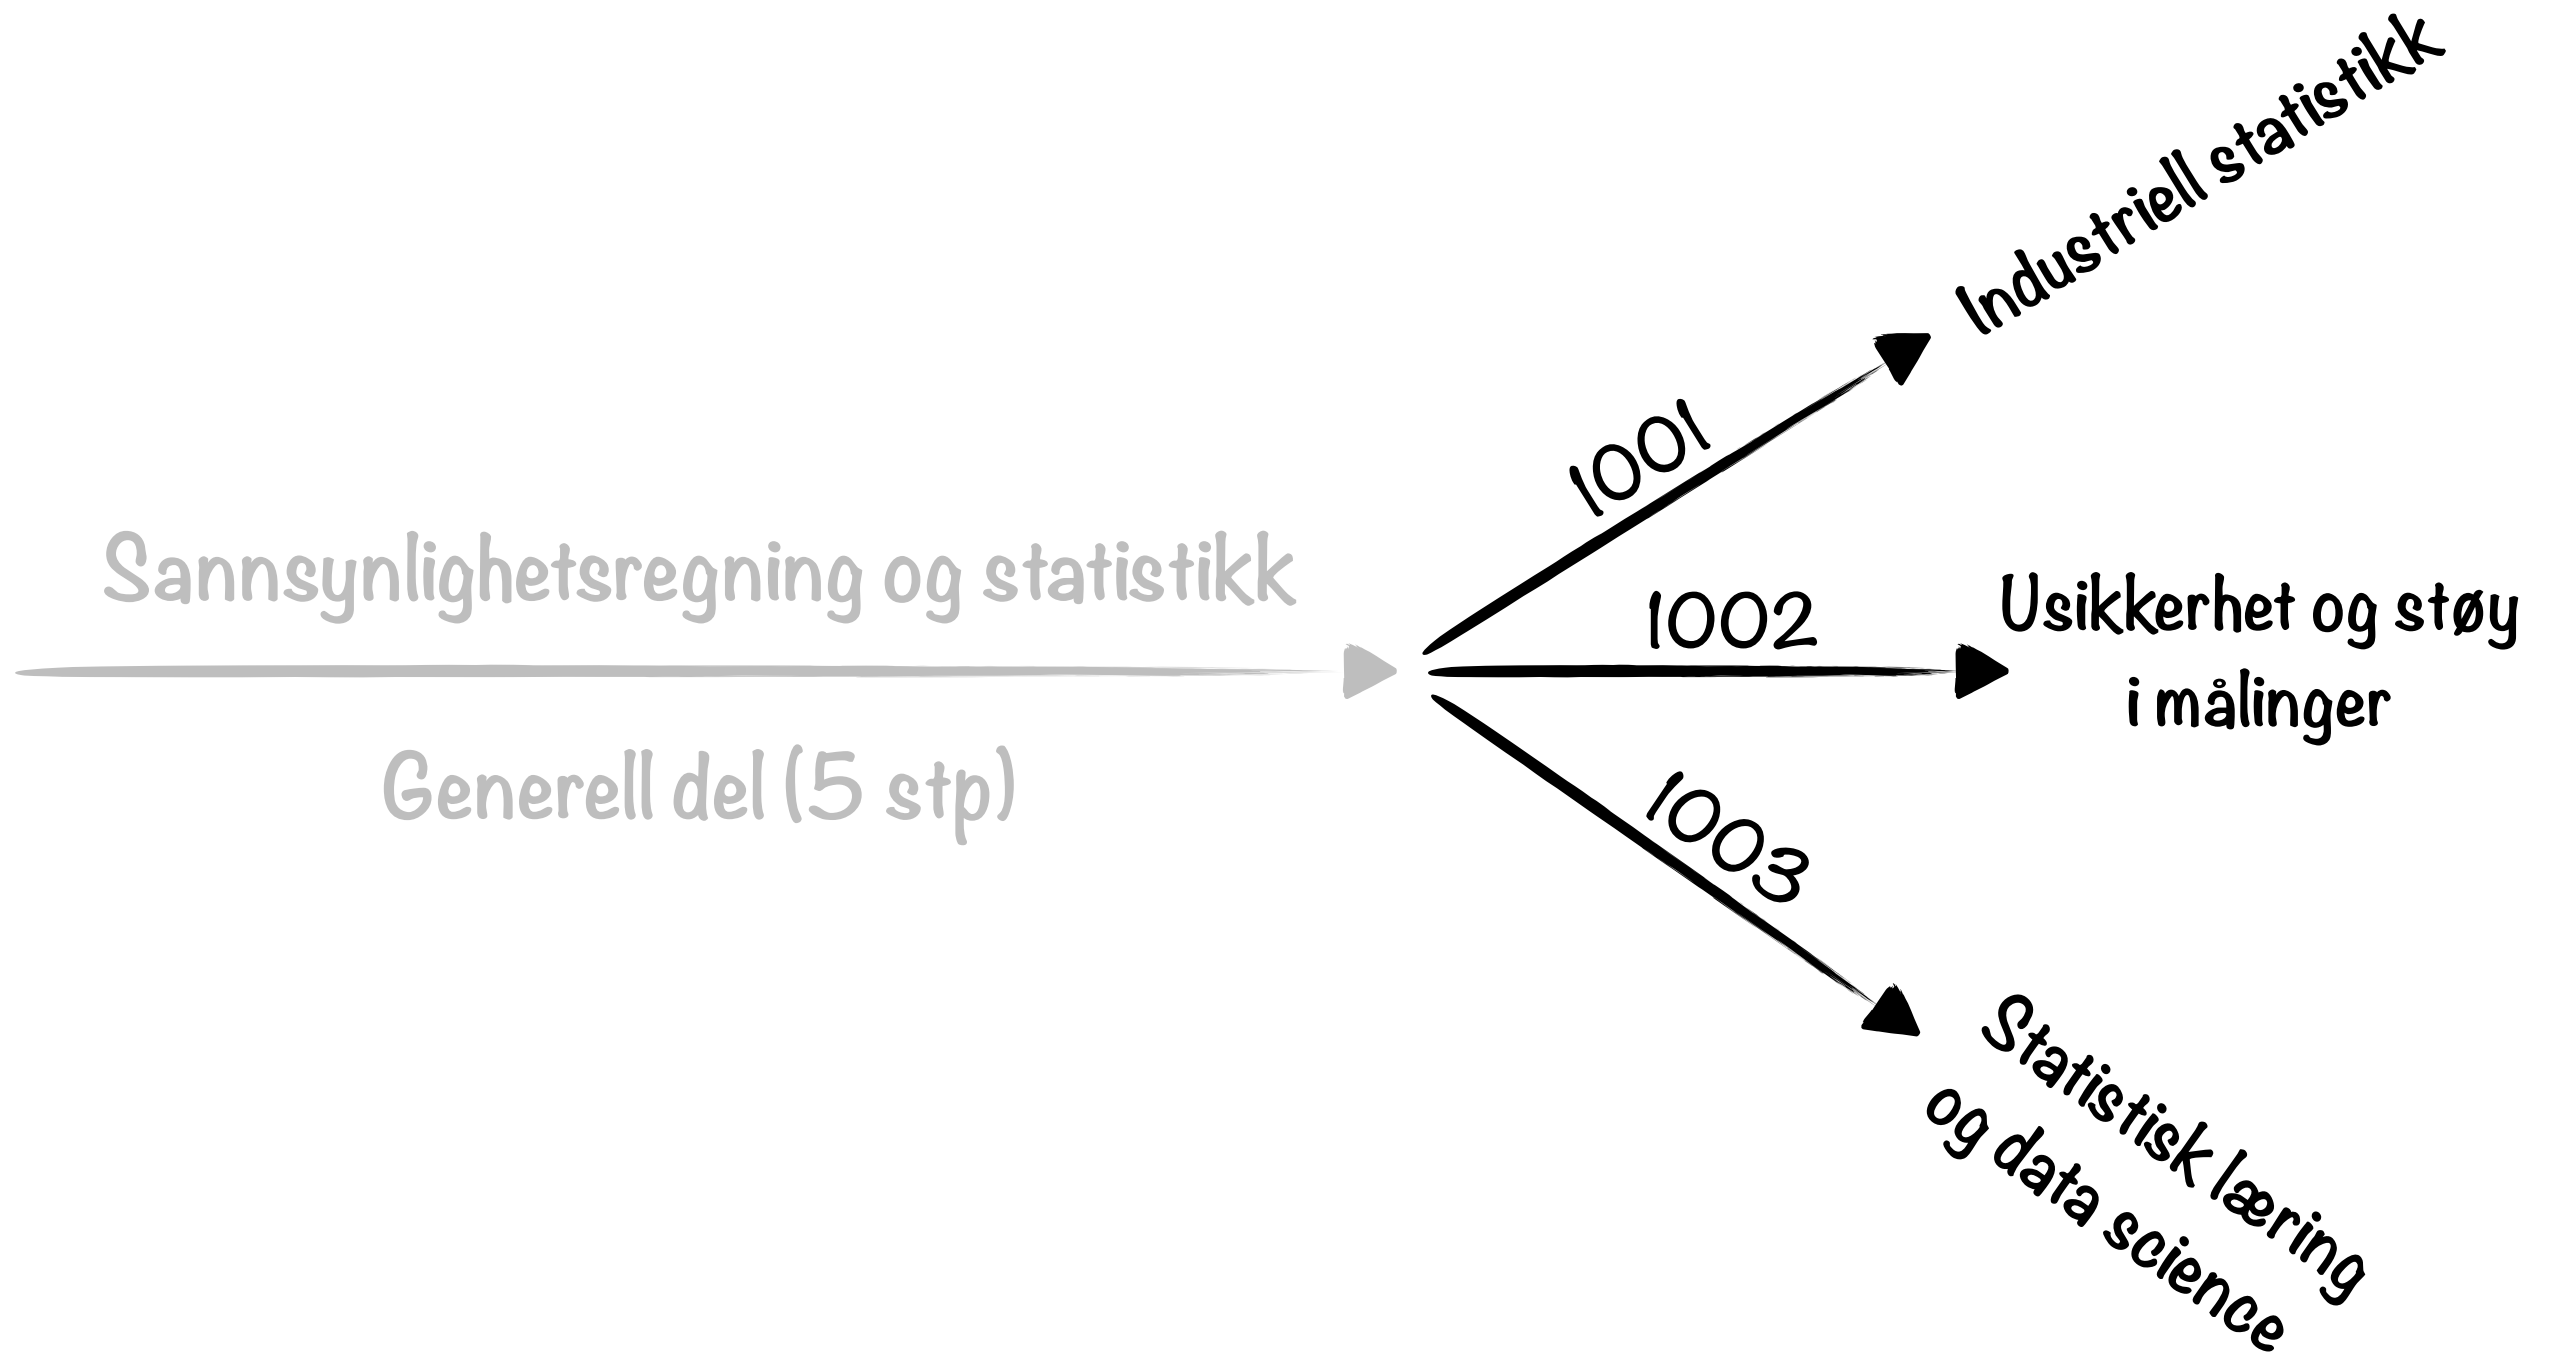 Sannsynlighetsregning og statistikk
Generell del (5 stp)
1001
Industriell statistikk
1002
Usikkerhet og støy
i målinger
1003
Statistisk læring
og data science